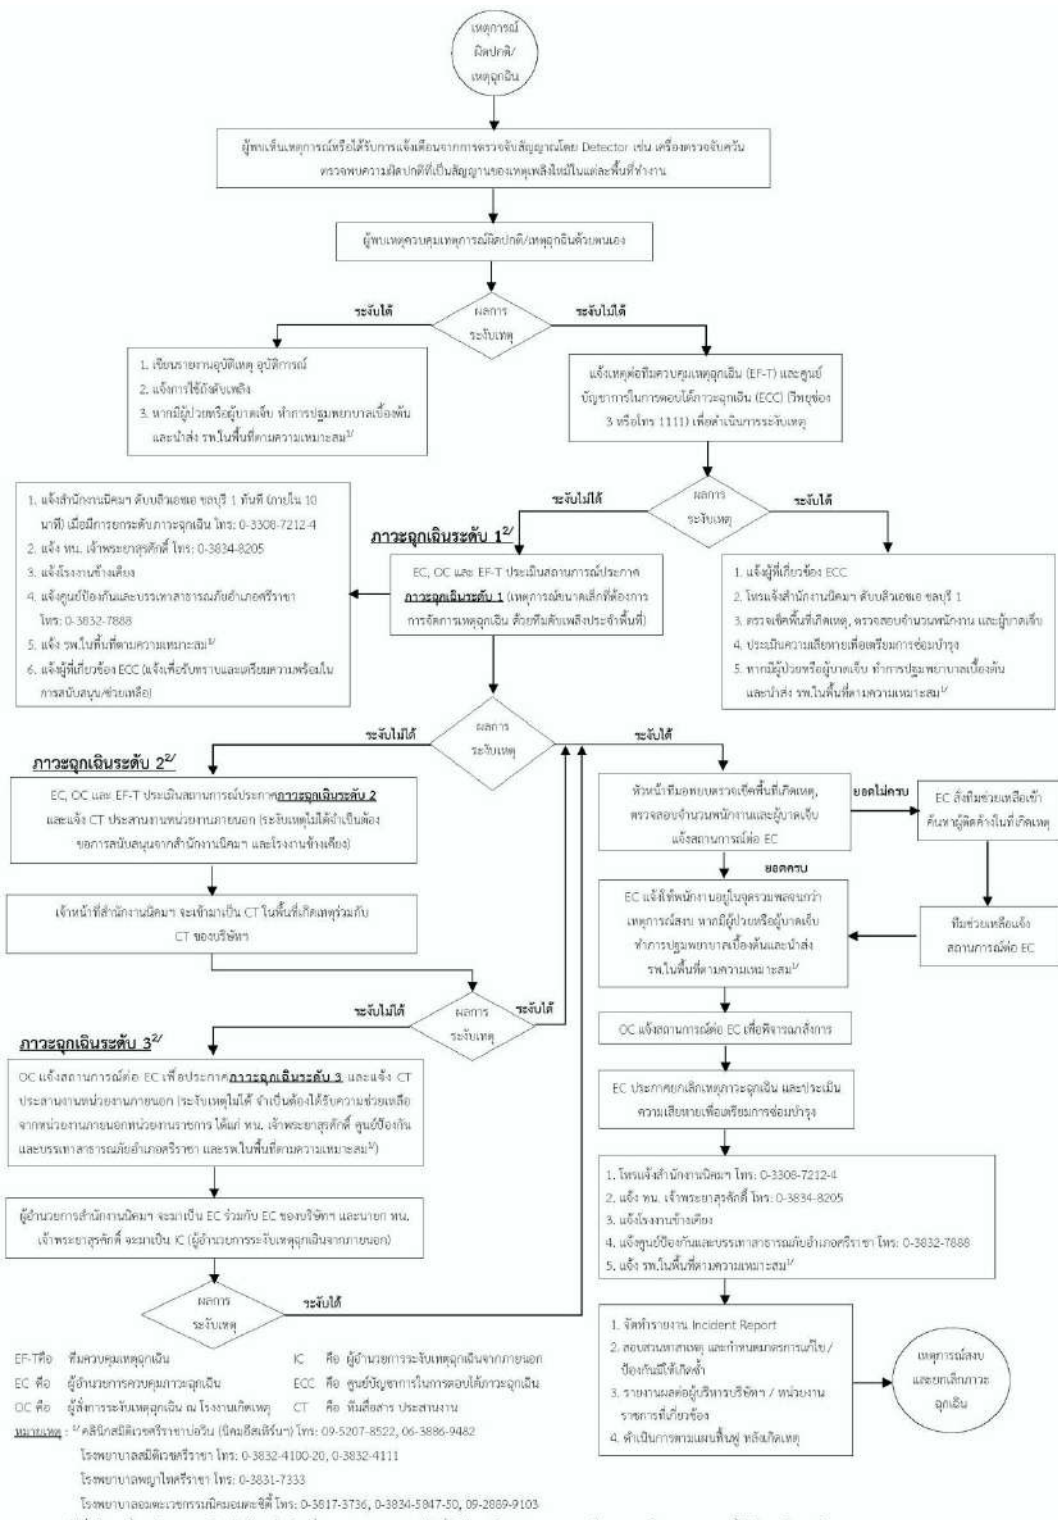 เหตุการณ์
ผิดปกติ/
เหตุฉุกเฉิน
ผู้พบเห็นเหตุการณ์หรือได้รับการแจ้งเตือนจากการตรวจจับสัญญาณโดย Detector เช่น เครื่องตรวจจับควัน
ตรวจพบความผิดปกติที่เป็นสัญญาณของเหตุเพลิงไหม้ในแต่ละพื้นที่ทำงาน
ผู้พบเหตุควบคุมเหตุการณ์ผิดปกติ/เหตุฉุกเฉินด้วยตนเอง
ระงับได้
ผลการ
ระงับเหตุ
ระงับไม่ได้
1. เขียนรายงานอุบัติเหตุ อุบัติการณ์
2. แจ้งการใช้ถังดับเพลิง
3. หากมีผู้ป่วยหรือผู้บาดเจ็บ ทำการปฐมพยาบาลเบื้องต้น
และนำส่ง รพ.ในพื้นที่ตามความเหมาะสม1/
แจ้งเหตุต่อทีมควบคุมเหตุฉุกเฉิน (EF-T) และศูนย์
บัญชาการในการตอบโต้ภาวะฉุกเฉิน (ECC) (วิทยุช่อง
3 หรือโทร 1111) เพื่อดำเนินการระงับเหตุ
ระงับไม่ได้
ผลการ
ระงับเหตุ
ระงับได้
1. แจ้งสำนักงานนิคมฯ ดับบลิวเอชเอ ชลบุรี 1 ทันที (ภายใน 10
นาที) เมื่อมีการยกระดับภาวะฉุกเฉิน โทร: 0-3308-7212-4
2. แจ้ง ทน. เจ้าพระยาสุรศักดิ์ โทร: 0-3834-8205
3. แจ้งโรงงานข้างเคียง
4. แจ้งศูนย์ป้องกันและบรรเทาสาธารณภัยอำเภอศรีราชา
โทร: 0-3832-7888
5. แจ้ง รพ.ในพื้นที่ตามความเหมาะสม1/
6. แจ้งผู้ที่เกี่ยวข้อง ECC (แจ้งเพื่อรับทราบและเตรียมความพร้อมใน
การสนับสนุน/ช่วยเหลือ)
ภาวะฉุกเฉินระดับ 12/
EC, OC และ EF-T ประเมินสถานการณ์ประกาศ
ภาวะฉุกเฉินระดับ 1 (เหตุการณ์ขนาดเล็กที่ต้องการ
การจัดการเหตุฉุกเฉิน ด้วยทีมดับเพลิงประจำพื้นที่)
1. แจ้งผู้ที่เกี่ยวข้อง ECC
2. โทรแจ้งสำนักงานนิคมฯ ดับบลิวเอชเอ ชลบุรี 1
3. ตรวจเช็คพื้นที่เกิดเหตุ, ตรวจสอบจำนวนพนักงาน และผู้บาดเจ็บ
4. ประเมินความเสียหายเพื่อเตรียมการซ่อมบำรุง
5. หากมีผู้ป่วยหรือผู้บาดเจ็บ ทำการปฐมพยาบาลเบื้องต้น
และนำส่ง รพ.ในพื้นที่ตามความเหมาะสม1/
ระงับไม่ได้
ผลการ
ระงับเหตุ
ระงับได้
ภาวะฉุกเฉินระดับ 22/
EC, OC และ EF-T ประเมินสถานการณ์ประกาศภาวะฉุกเฉินระดับ 2
และแจ้ง CT ประสานงานหน่วยงานภายนอก (ระงับเหตุไม่ได้จำเป็นต้อง
ขอการสนับสนุนจากสำนักงานนิคมฯ และโรงงานข้างเคียง)
หัวหน้าทีมอพยพตรวจเช็คพื้นที่เกิดเหตุ,
ตรวจสอบจำนวนพนักงานและผู้บาดเจ็บ
แจ้งสถานการณ์ต่อ EC
ยอดไม่ครบ
EC สั่งทีมช่วยเหลือเข้า
ค้นหาผู้ติดค้างในที่เกิดเหตุ
ยอดครบ
เจ้าหน้าที่สำนักงานนิคมฯ จะเข้ามาเป็น CT ในพื้นที่เกิดเหตุร่วมกับ
CT ของบริษัทฯ
EC แจ้งให้พนักงานอยู่ในจุดรวมพลจนกว่า
เหตุการณ์สงบ หากมีผู้ป่วยหรือผู้บาดเจ็บ
ทำการปฐมพยาบาลเบื้องต้นและนำส่ง
รพ.ในพื้นที่ตามความเหมาะสม1/
ทีมช่วยเหลือแจ้ง
สถานการณ์ต่อ EC
ระงับไม่ได้
ผลการ
ระงับเหตุ
ระงับได้
OC แจ้งสถานการณ์ต่อ EC เพื่อพิจารณาสั่งการ
ภาวะฉุกเฉินระดับ 32/
OC แจ้งสถานการณ์ต่อ EC เพื่อประกาศภาวะฉุกเฉินระดับ 3 และแจ้ง CT
ประสานงานหน่วยงานภายนอก (ระงับเหตุไม่ได้ จำเป็นต้องได้รับความช่วยเหลือ
จากหน่วยงานภายนอกหน่วยงานราชการ ได้แก่ ทน. เจ้าพระยาสุรศักดิ์ ศูนย์ป้องกัน
และบรรเทาสาธารณภัยอำเภอศรีราชา และรพ.ในพื้นที่ตามความเหมาะสม1/)
EC ประกาศยกเลิกเหตุภาวะฉุกเฉิน และประเมิน
ความเสียหายเพื่อเตรียมการซ่อมบำรุง
1. โทรแจ้งสำนักงานนิคมฯ โทร: 0-3308-7212-4
2. แจ้ง ทน. เจ้าพระยาสุรศักดิ์ โทร: 0-3834-8205
3. แจ้งโรงงานข้างเคียง
4. แจ้งศูนย์ป้องกันและบรรเทาสาธารณภัยอำเภอศรีราชา โทร: 0-3832-7888
5. แจ้ง รพ.ในพื้นที่ตามความเหมาะสม1/
ผู้อำนวยการสำนักงานนิคมฯ จะมาเป็น EC ร่วมกับ EC ของบริษัทฯ และนายก ทน.
เจ้าพระยาสุรศักดิ์ จะมาเป็น IC (ผู้อำนวยการระงับเหตุฉุกเฉินจากภายนอก)
ผลการ
ระงับเหตุ
ระงับได้
1. จัดทำรายงาน Incident Report
2. สอบสวนหาสาเหตุ และกำหนดมาตรการแก้ไข/
ป้องกันมิให้เกิดซ้ำ
3. รายงานผลต่อผู้บริหารบริษัทฯ / หน่วยงาน
ราชการที่เกี่ยวข้อง
4. ดำเนินการตามแผนฟื้นฟู หลังเกิดเหตุ
เหตุการณ์สงบ
และยกเลิกภาวะ
ฉุกเฉิน
EF-Tคือ ทีมควบคุมเหตุฉุกเฉิน IC คือ ผู้อำนวยการระงับเหตุฉุกเฉินจากภายนอก
EC คือ ผู้อำนวยการควบคุมภาวะฉุกเฉิน ECC คือ ศูนย์บัญชาการในการตอบโต้ภาวะฉุกเฉิน
OC คือ ผู้สั่งการระงับเหตุฉุกเฉิน ณ โรงงานเกิดเหตุ CT คือ ทีมสื่อสาร ประสานงาน
หมายเหตุ : 1/ คลินิกสมิติเวชศรีราชาบ่อวิน (นิคมอีสเทิร์นฯ) โทร: 09-5207-8522, 06-3886-9482
โรงพยาบาลสมิติเวชศรีราชา โทร: 0-3832-4100-20, 0-3832-4111
โรงพยาบาลพญาไทศรีราชา โทร: 0-3831-7333
โรงพยาบาลอมตะเวชกรรมนิคมอมตะซิตี้ โทร: 0-3817-3736, 0-3834-5847-50, 09-2889-9103